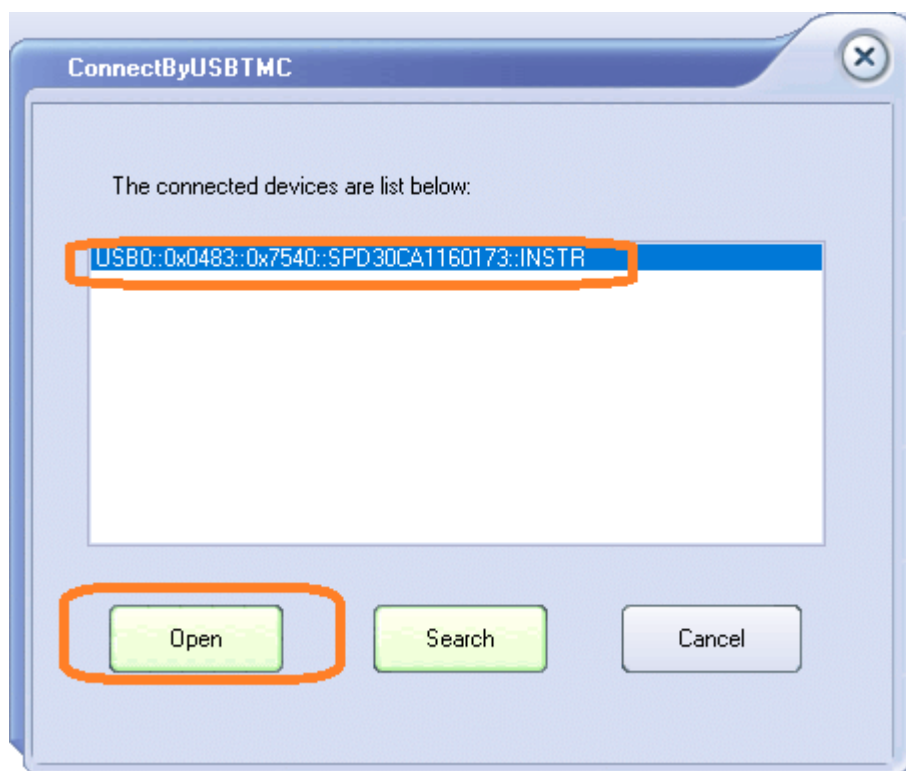 ConnectByUSBTMC
The connected devices are list below:
USB0::0x0483::0x7540::SPD30CA1160173::INSTR
Open
Search
Cancel